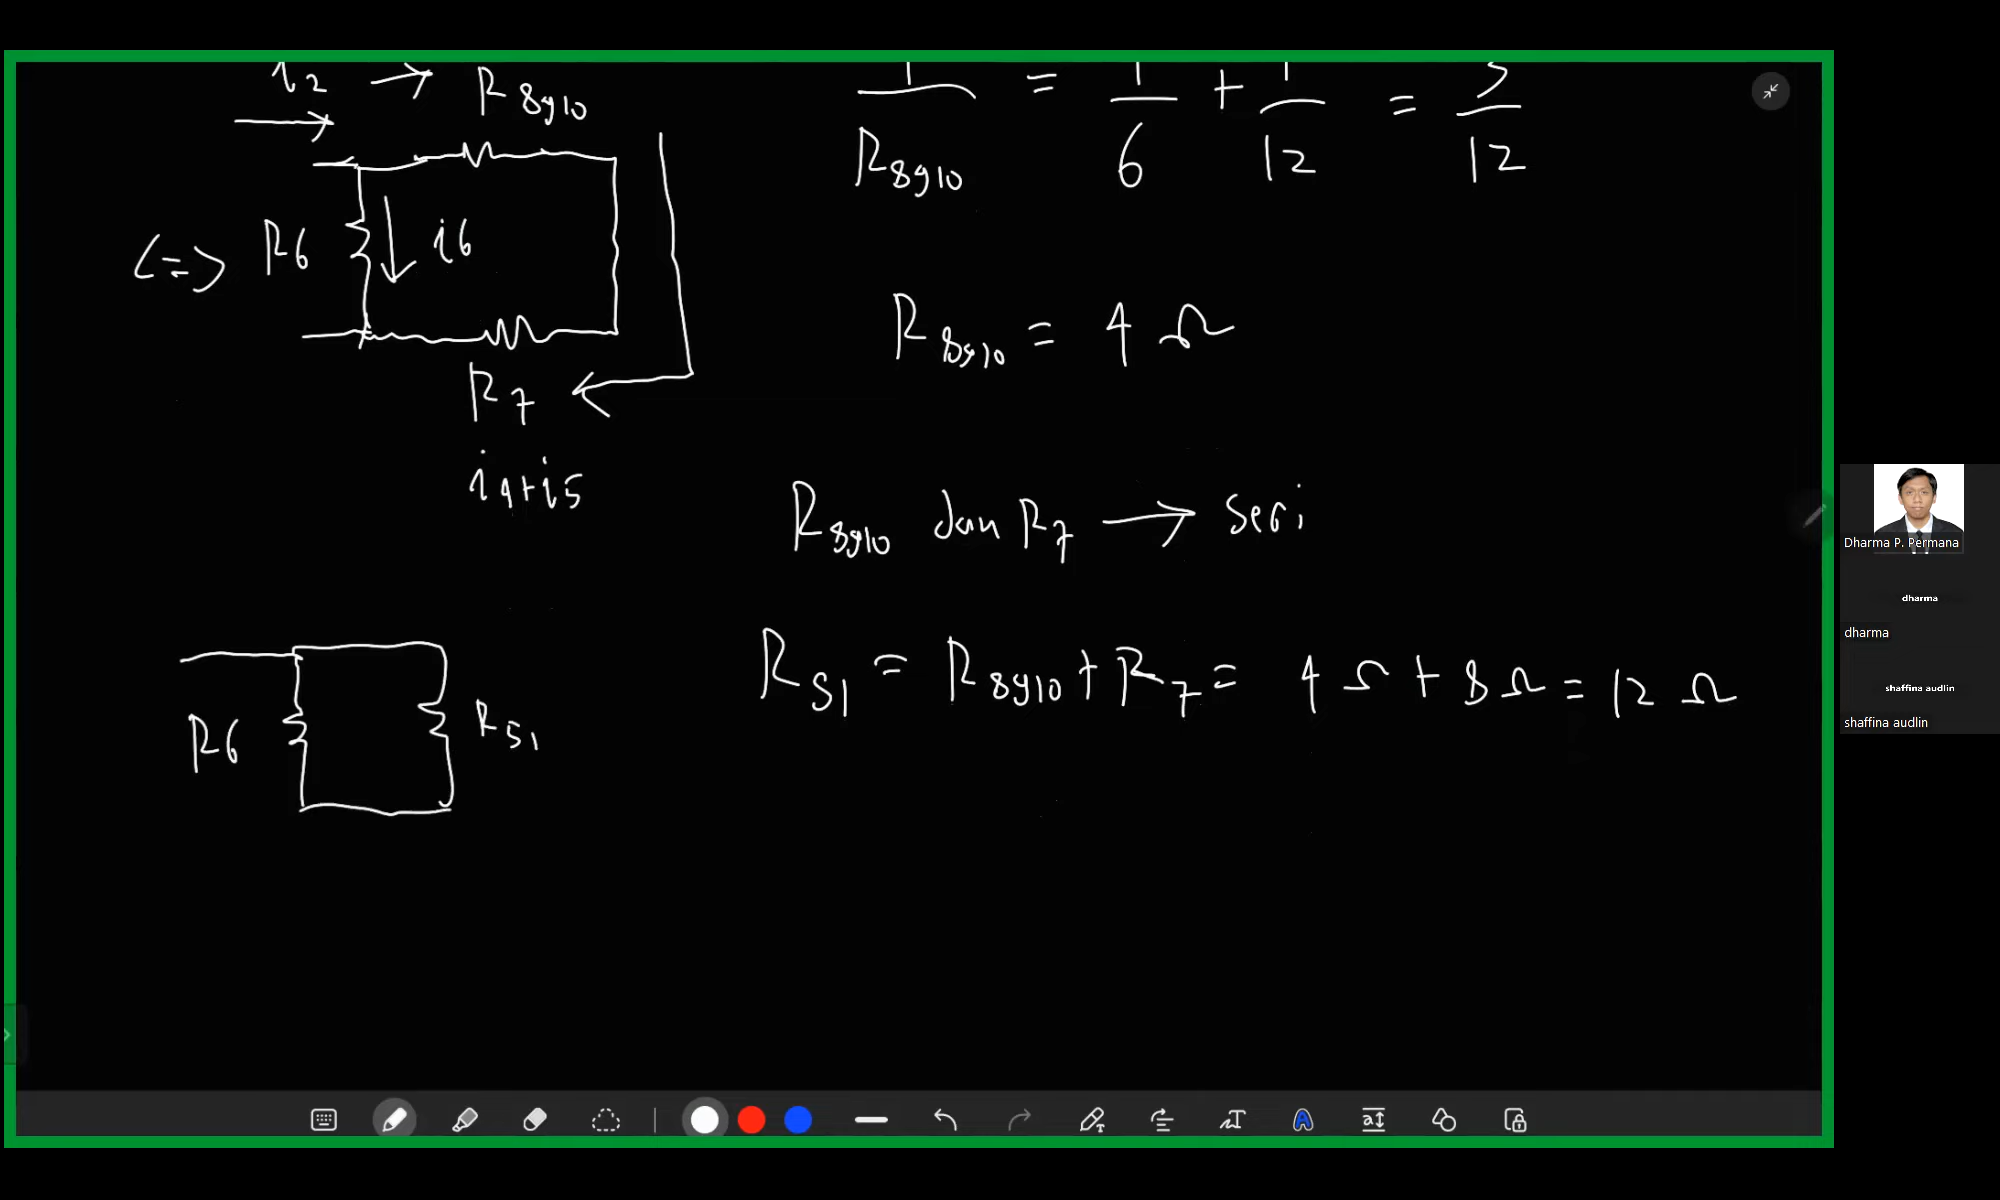 i2 → R8910
1/R8910 = 1/6 + 1/12 = 3/12
<=> R6 i6
R8910 = 4 Ω
R7
i4+i5
R8910 dan R7 → seri
RS1 = R8910 + R7 = 4 Ω + 8 Ω = 12 Ω
R6 RS1
Dharma P. Permana
dharma
dharma
shaffina audlin
shaffina audlin